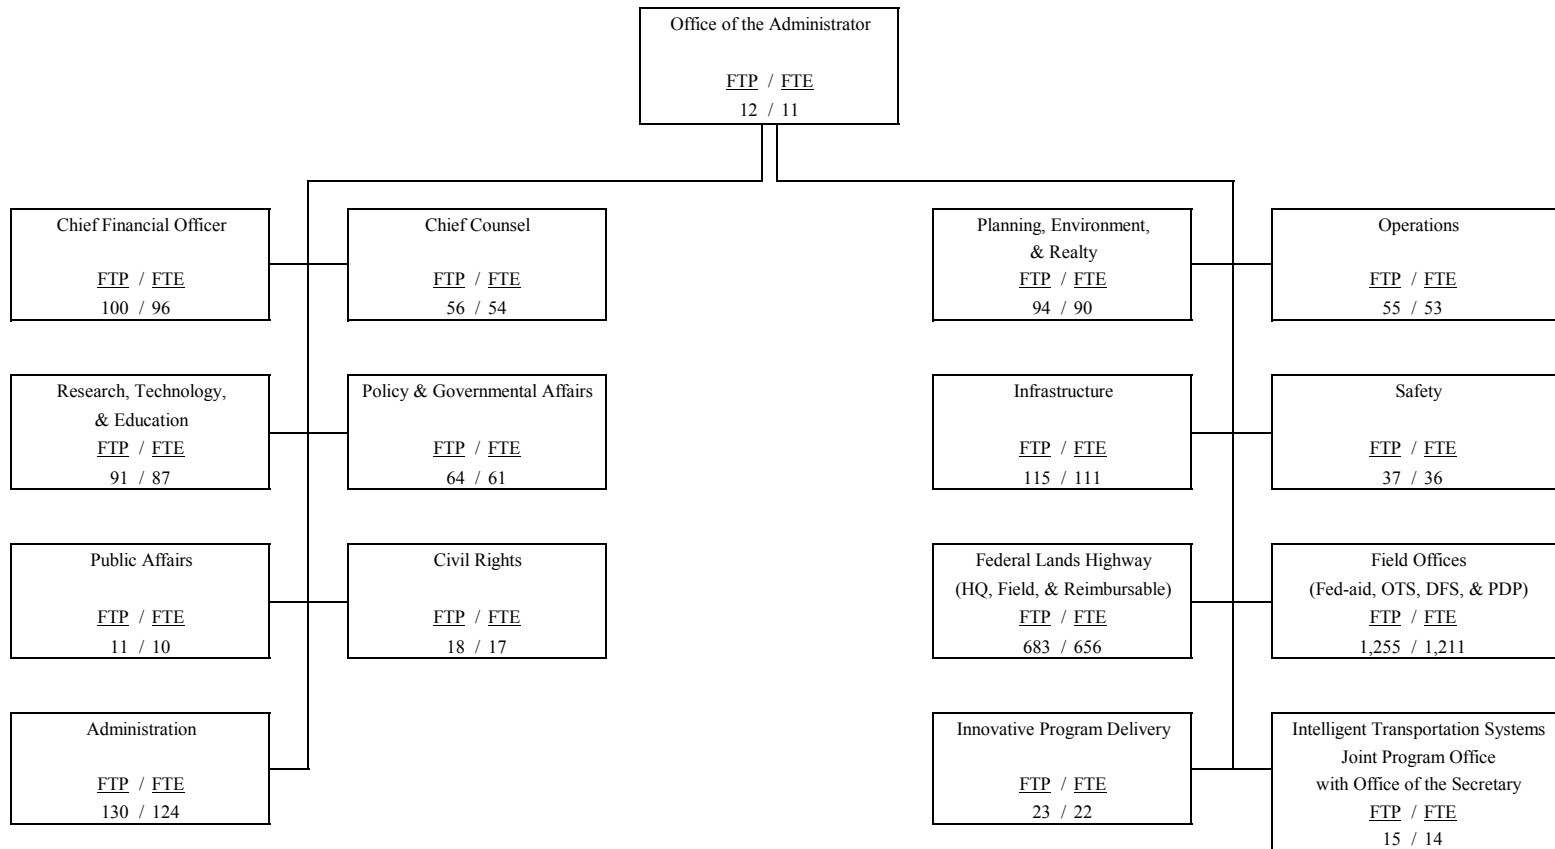 Office of the Administrator
FTP / FTE
12 / 11
Chief Financial Officer
FTP / FTE
100 / 96
Chief Counsel
FTP / FTE
56 / 54
Planning, Environment,
& Realty
FTP / FTE
94 / 90
Operations
FTP / FTE
55 / 53
Research, Technology,
& Education
FTP / FTE
91 / 87
Policy & Governmental Affairs
FTP / FTE
64 / 61
Infrastructure
FTP / FTE
115 / 111
Safety
FTP / FTE
37 / 36
Public Affairs
FTP / FTE
11 / 10
Civil Rights
FTP / FTE
18 / 17
Federal Lands Highway
(HQ, Field, & Reimbursable)
FTP / FTE
683 / 656
Field Offices
(Fed-aid, OTS, DFS, & PDP)
FTP / FTE
1,255 / 1,211
Administration
FTP / FTE
130 / 124
Innovative Program Delivery
FTP / FTE
23 / 22
Intelligent Transportation Systems
Joint Program Office
with Office of the Secretary
FTP / FTE
15 / 14